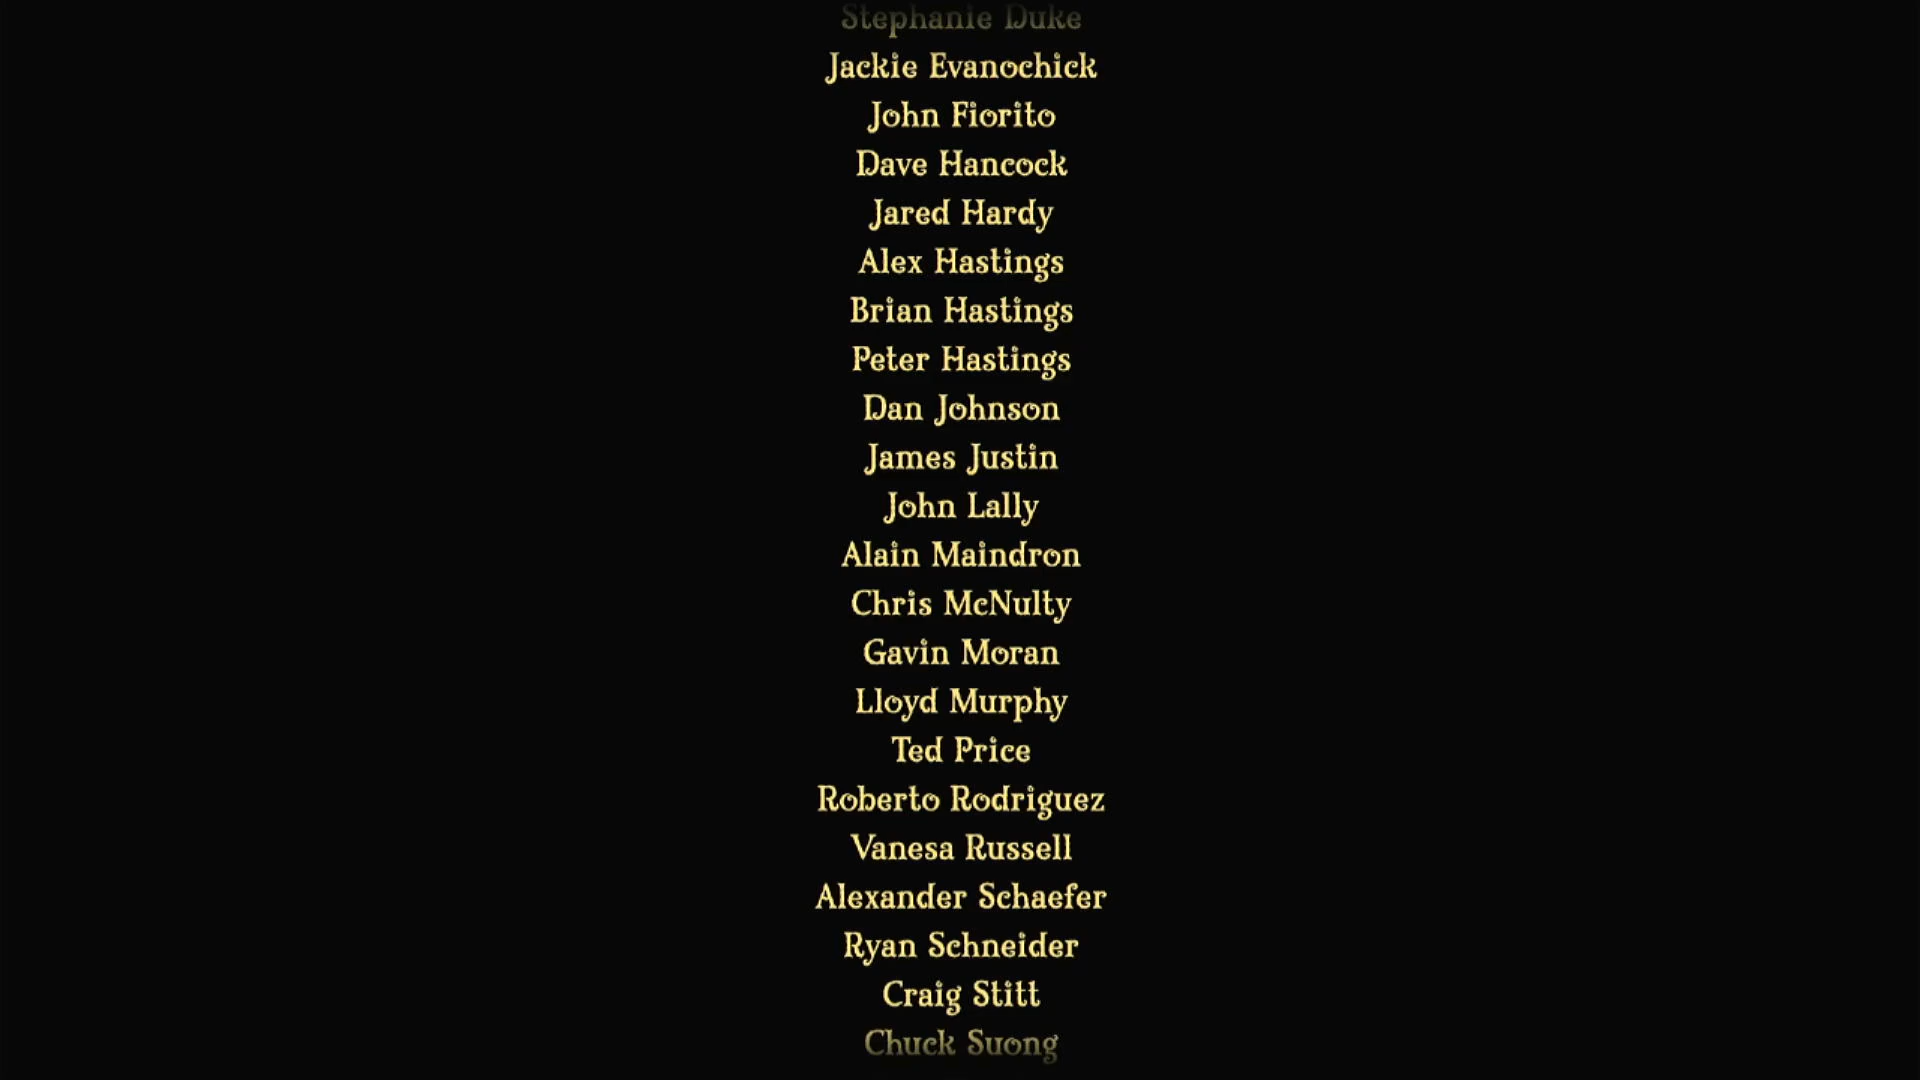 Stephanie Duke
Jackie Evanochick
John Fiorito
Dave Hancock
Jared Hardy
Alex Hastings
Brian Hastings
Peter Hastings
Dan Johnson
James Justin
John Lally
Alain Maindron
Chris McNulty
Gavin Moran
Lloyd Murphy
Ted Price
Roberto Rodriguez
Vanesa Russell
Alexander Schaefer
Ryan Schneider
Craig Stitt
Chuck Suong